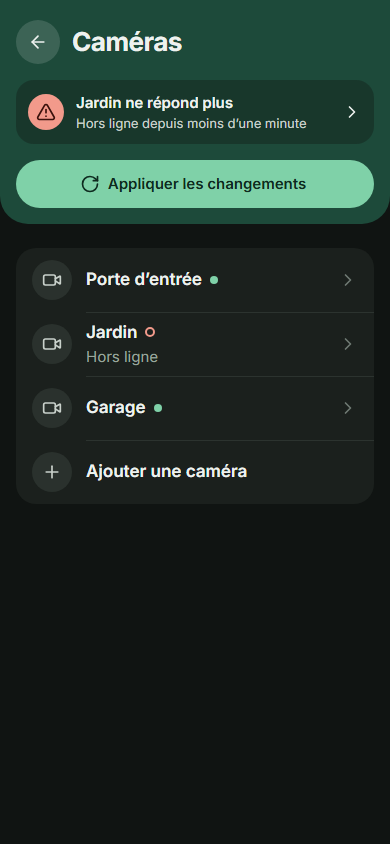 Caméras
Jardin ne répond plus
Hors ligne depuis moins d’une minute
Appliquer les changements
Porte d’entrée
Jardin
Hors ligne
Garage
Ajouter une caméra